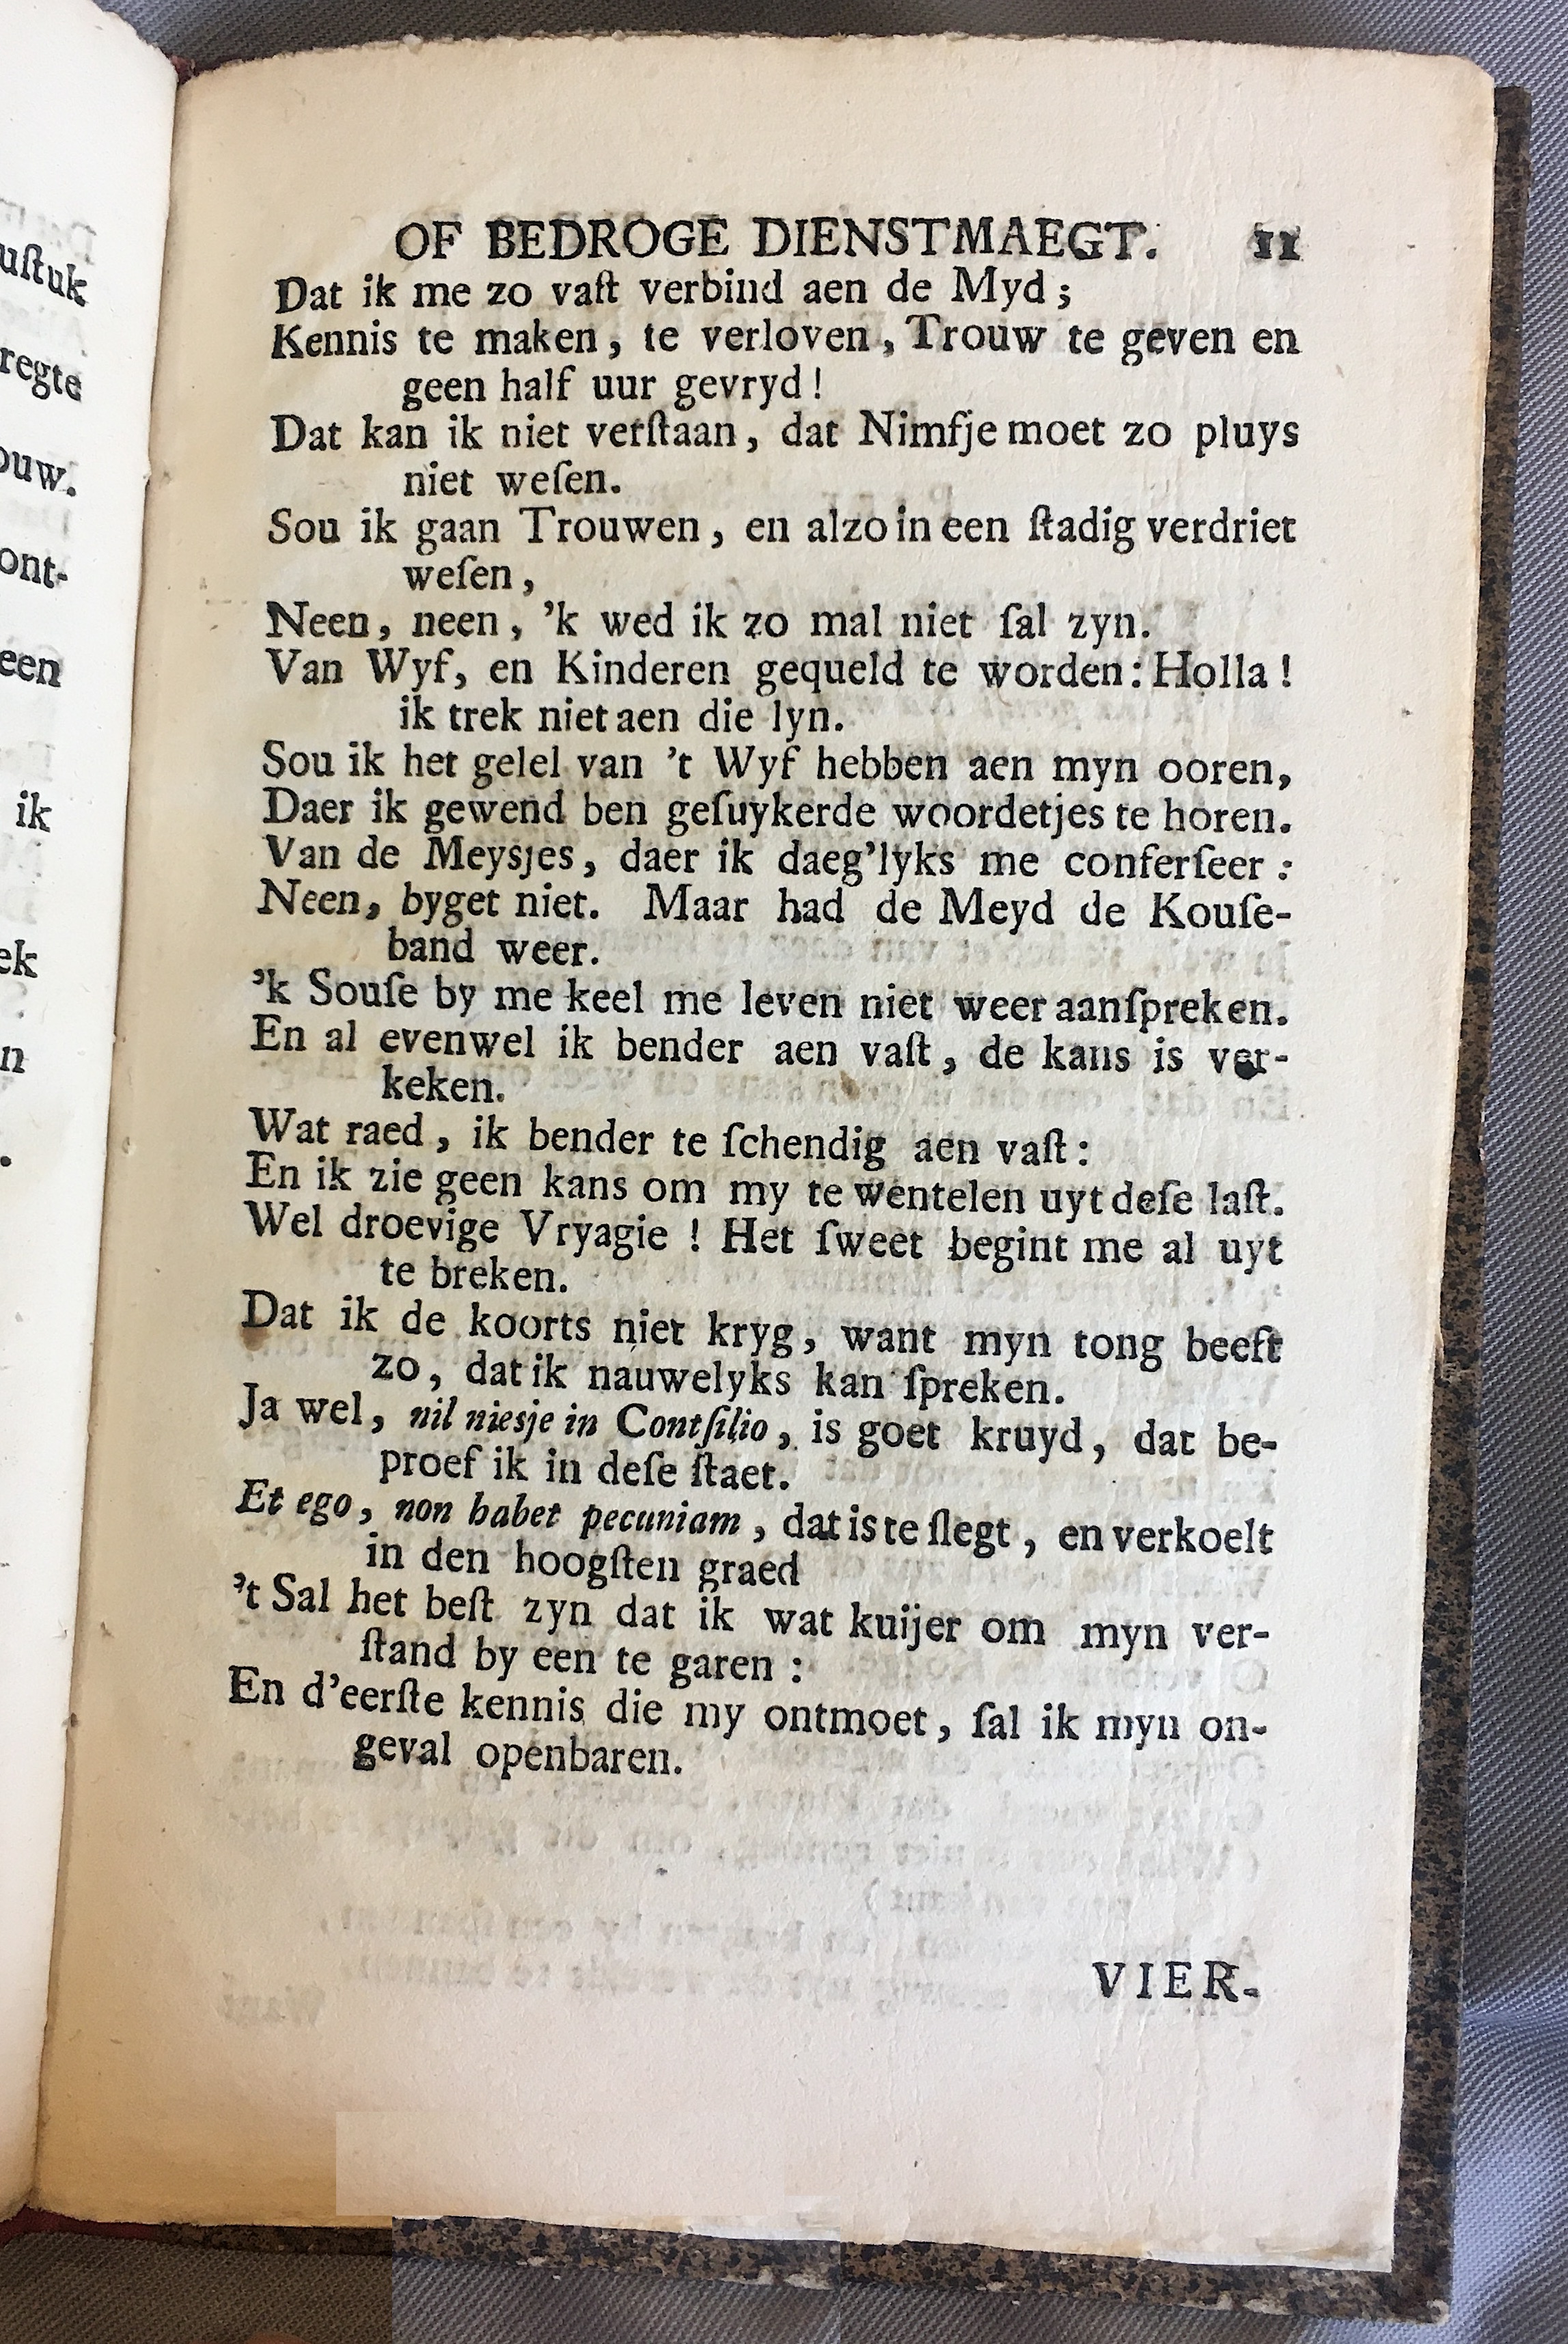 OF BEDROGE DIENSTMAEGT. 11
Dat ik me zo vaſt verbind aen de Myd;
Kennis te maken, te verloven, Trouw te geven en
geen half uur gevryd!
Dat kan ik niet verſtaan, dat Nimfje moet zo pluys
niet weſen.
Sou ik gaan Trouwen, en alzo in een ſtadig verdriet
weſen,
Neen, neen, 'k wed ik zo mal niet ſal zyn.
Van Wyf, en Kinderen gequeld te worden: Holla!
ik trek niet aen die lyn.
Sou ik het gelel van 't Wyf hebben aen myn ooren,
Daer ik gewend ben geſuykerde woordetjes te horen.
Van de Meysjes, daer ik daeg'lyks me conferſeer:
Neen, byget niet. Maar had de Meyd de Kouſe-
band weer.
'k Souſe by me keel me leven niet weer aanſpreken.
En al evenwel ik bender aen vaſt, de kans is ver-
keken.
Wat raed, ik bender te ſchendig aen vaſt:
En ik zie geen kans om my te wentelen uyt deſe laſt.
Wel droevige Vryagie! Het ſweet begint me al uyt
te breken.
Dat ik de koorts niet kryg, want myn tong beeft
zo, dat ik nauwelyks kan ſpreken.
Ja wel, nil niesje in Contſilio, is goet kruyd, dat be-
proef ik in deſe ſtaet.
Et ego, non habet pecuniam, dat is te ſlegt, en verkoelt
in den hoogſten graed
't Sal het beſt zyn dat ik wat kuijer om myn ver-
ſtand by een te garen:
En d'eerſte kennis die my ontmoet, ſal ik myn on-
geval openbaren.
VIER-
uſtuk
regte
ouw.
ont-
een
ik
ek
n
.